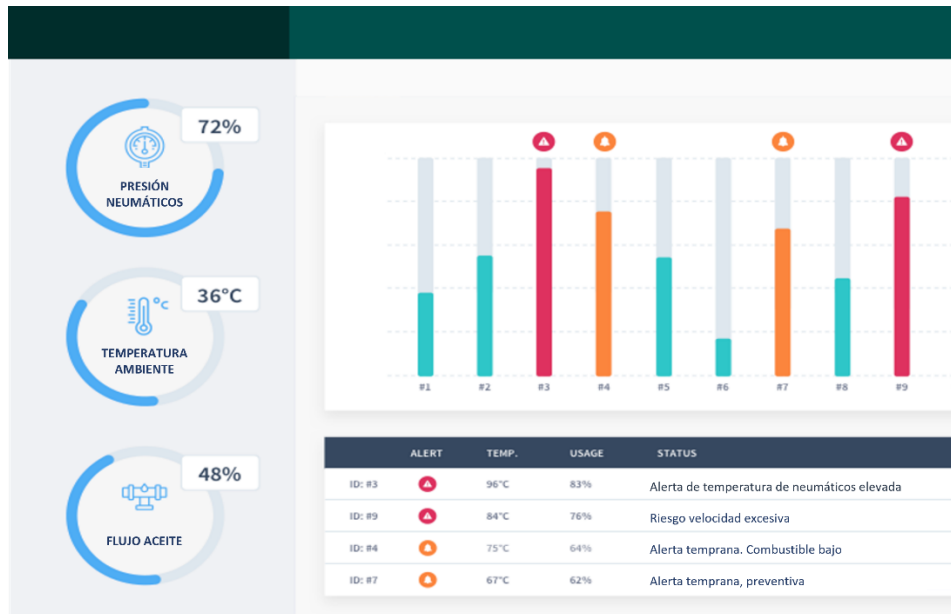 72%
PRESIÓN
NEUMÁTICOS
36°C
°C
TEMPERATURA
AMBIENTE
48%
FLUJO ACEITE
#1 #2 #3 #4 #5 #6 #7 #8 #9
ALERT TEMP. USAGE STATUS
ID: #3 96°C 83% Alerta de temperatura de neumáticos elevada
ID: #9 84°C 76% Riesgo velocidad excesiva
ID: #4 75°C 64% Alerta temprana. Combustible bajo
ID: #7 67°C 62% Alerta temprana, preventiva